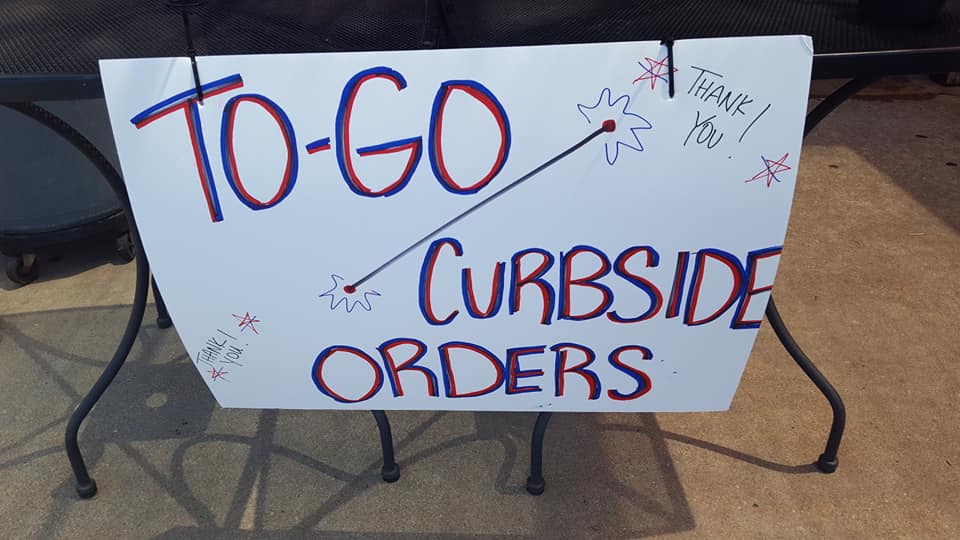 TO-GO
THANK!
YOU.
CURBSIDE
ORDERS
THANK!
YOU.